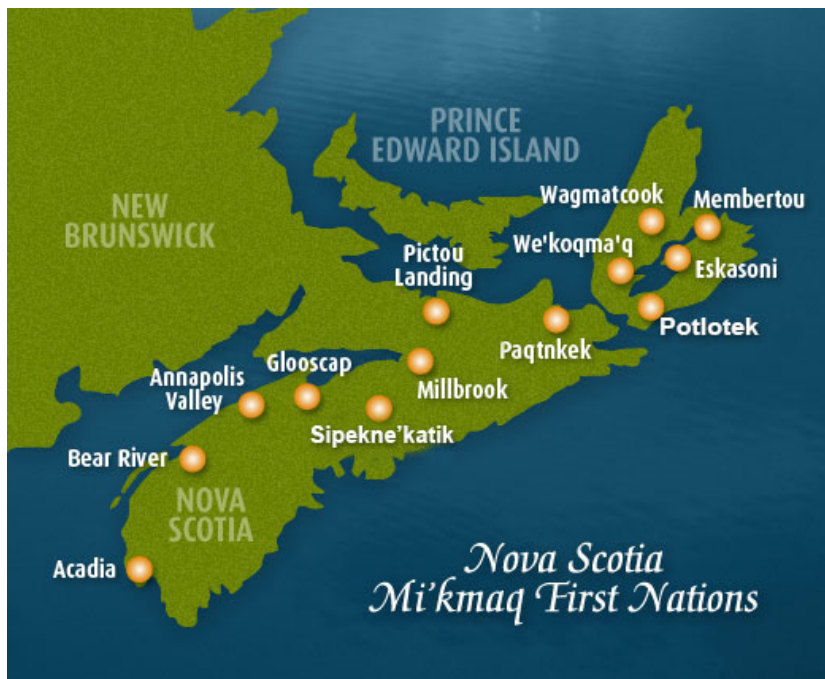 PRINCE
EDWARD ISLAND
NEW
BRUNSWICK
Wagmatcook
Membertou
We'koqma'q
Eskasoni
Pictou
Landing
Potlotek
Paqtnkek
Glooscap
Annapolis
Valley
Millbrook
Sipekne’katik
Bear River
NOVA
SCOTIA
Acadia
Nova Scotia
Mi’kmaq First Nations